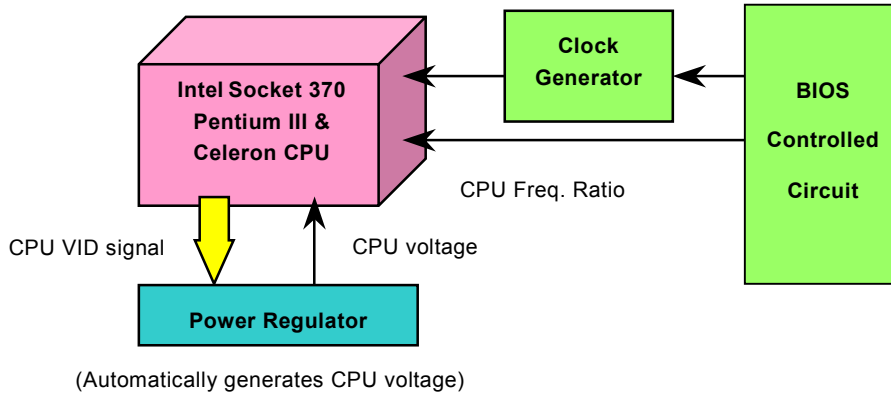 Intel Socket 370
Pentium III &
Celeron CPU
Clock
Generator
BIOS
Controlled
Circuit
CPU Freq. Ratio
CPU VID signal
CPU voltage
Power Regulator
(Automatically generates CPU voltage)